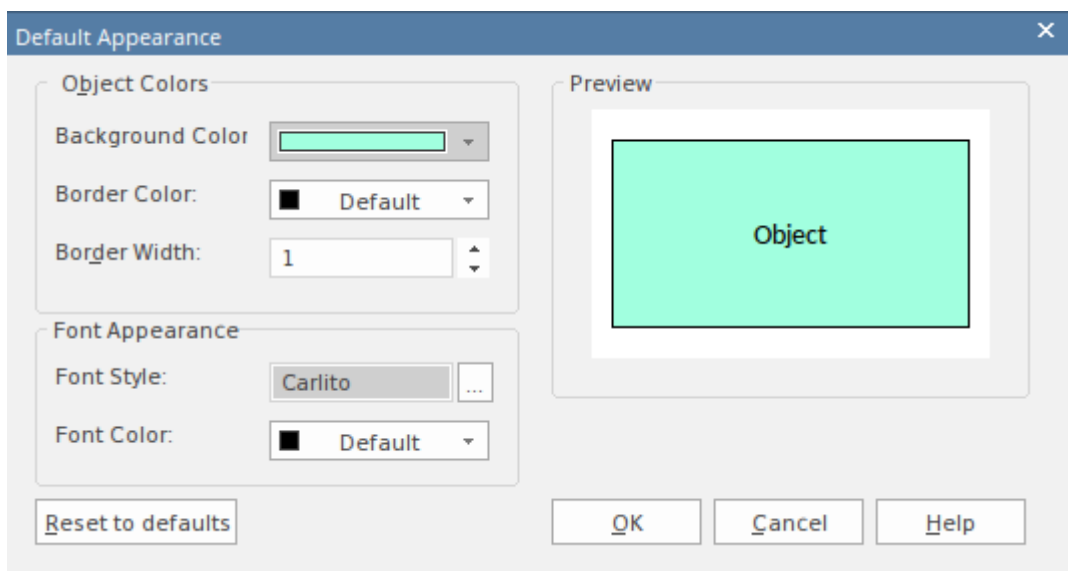 Default Appearance
Object Colors
Background Color
Border Color:
Default
Border Width:
1
Font Appearance
Font Style:
Carlito
...
Font Color:
Default
Preview
Object
Reset to defaults
OK
Cancel
Help